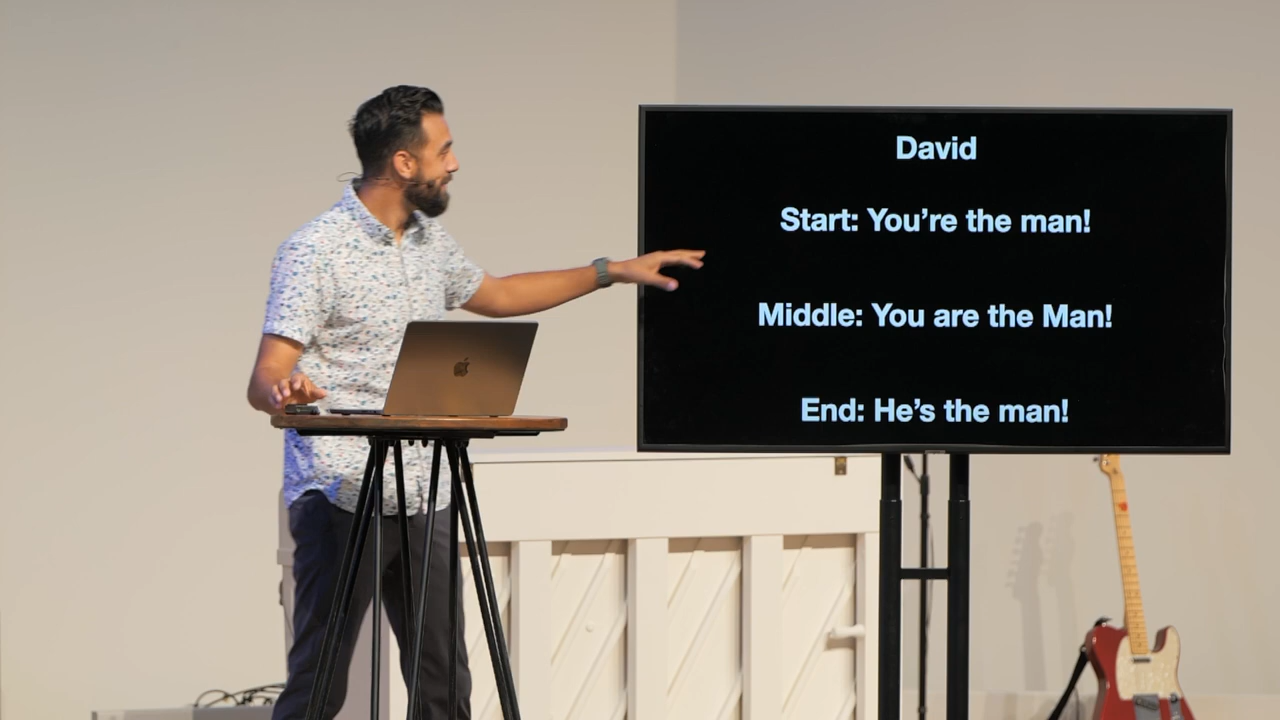 David
Start: You’re the man!
Middle: You are the Man!
End: He’s the man!